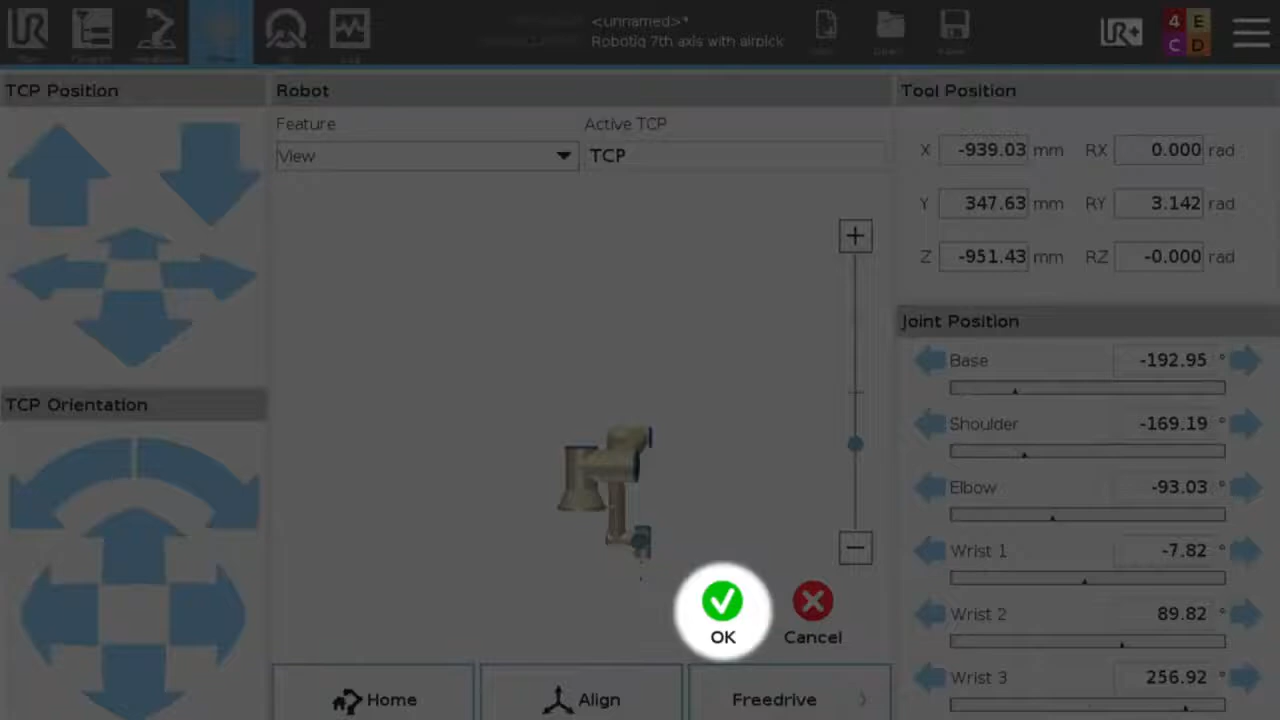 UR
<unnamed>*
Robotiq 7th axis with airpick
UR+
4 E
C D
TCP Position
Robot
Tool Position
Feature
Active TCP
View
TCP
X -939.03 mm RX 0.000 rad
Y 347.63 mm RY 3.142 rad
Z -951.43 mm RZ -0.000 rad
Joint Position
Base -192.95 °
TCP Orientation
Shoulder -169.19 °
Elbow -93.03 °
Wrist 1 -7.82 °
Wrist 2 89.82 °
OK
Cancel
Wrist 3 256.92 °
Home
Align
Freedrive